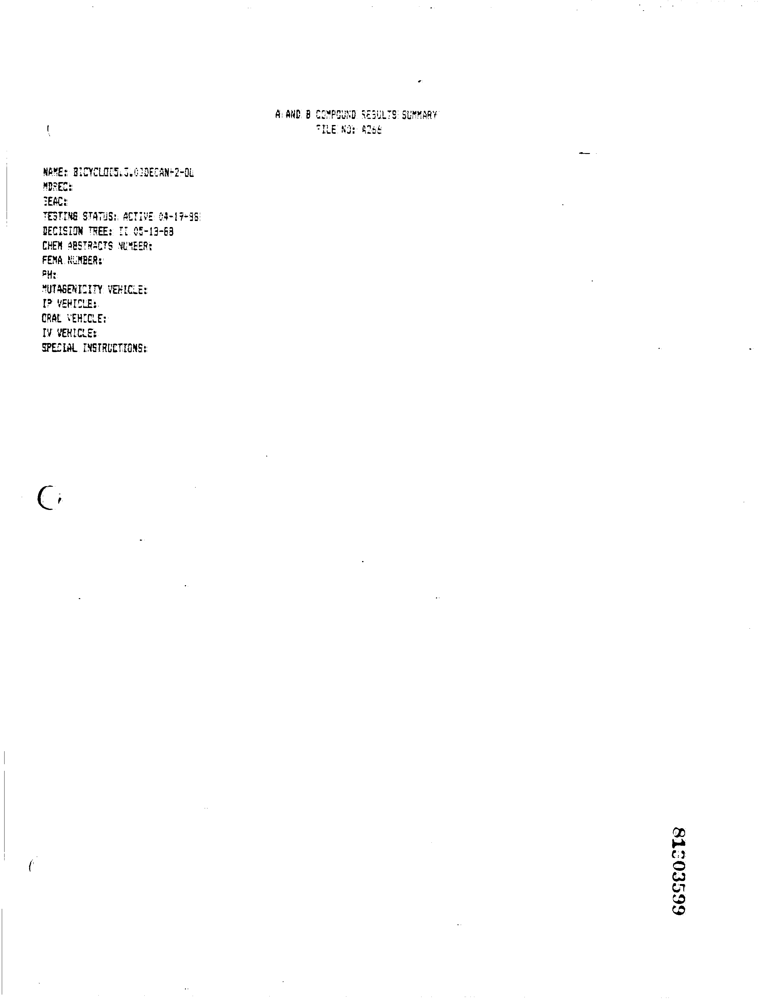 A AND B COMPOUND RESULTS SUMMARY
FILE NO: A266
NAME: BICYCLO[5.3.0]DECAN-2-OL
MDREC:
BEAC:
TESTING STATUS: ACTIVE 04-17-86
DECISION TREE: II 05-13-68
CHEM ABSTRACTS NUMBER:
FEMA NUMBER:
PH:
MUTAGENICITY VEHICLE:
IP VEHICLE:
ORAL VEHICLE:
IV VEHICLE:
SPECIAL INSTRUCTIONS:
81303599